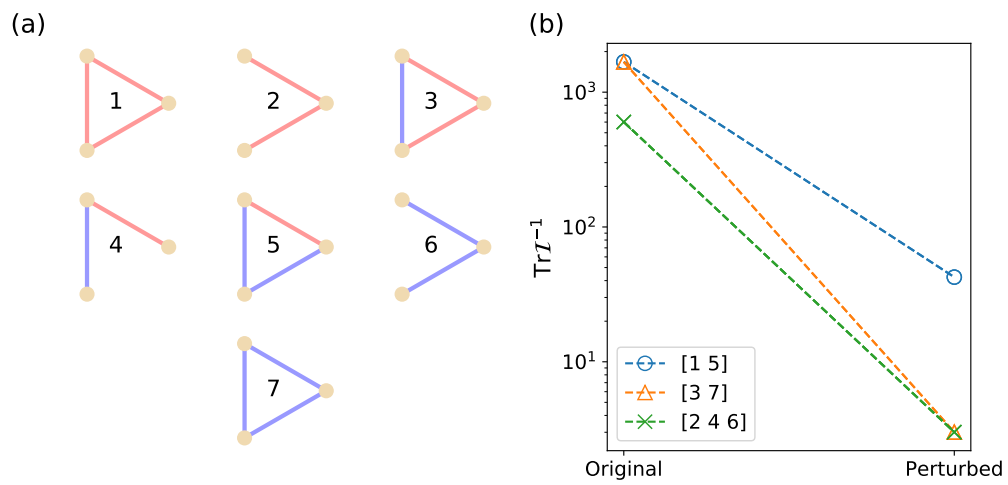 (a)
1
2
3
4
5
6
7
(b)
Tr𝓘⁻¹
10³
10²
10¹
[1 5]
[3 7]
[2 4 6]
Original
Perturbed